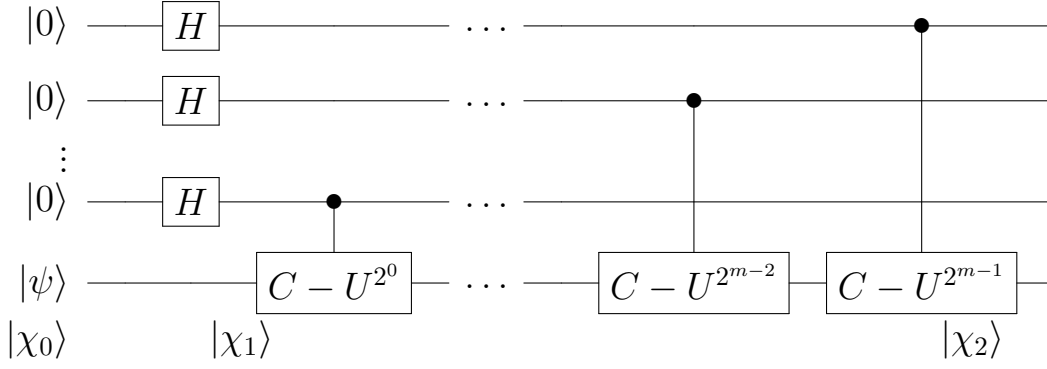 |0⟩ H ···
|0⟩ H ···
⋮
|0⟩ H ···
|ψ⟩ C − U^{2^0} ··· C − U^{2^{m−2}} C − U^{2^{m−1}}
|χ₀⟩ |χ₁⟩ |χ₂⟩